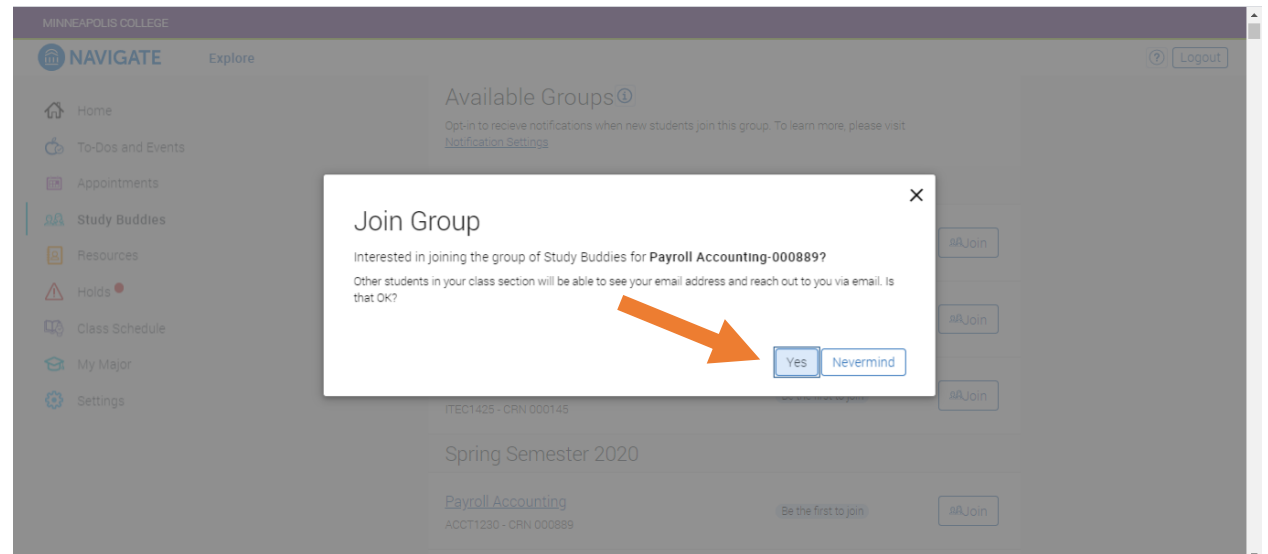 MINNEAPOLIS COLLEGE
NAVIGATE
Explore
?
Logout
Home
To-Dos and Events
Appointments
Study Buddies
Resources
Holds
Class Schedule
My Major
Settings
Available Groups
Opt-in to recieve notifications when new students join this group. To learn more, please visit
Notification Settings
Join
Join Group
Interested in joining the group of Study Buddies for Payroll Accounting-000889?
Other students in your class section will be able to see your email address and reach out to you via email. Is
that OK?
Join
Yes
Nevermind
Be the first to join
Join
ITEC1425 - CRN 000145
Spring Semester 2020
Payroll Accounting
ACCT1230 - CRN 000889
Be the first to join
Join